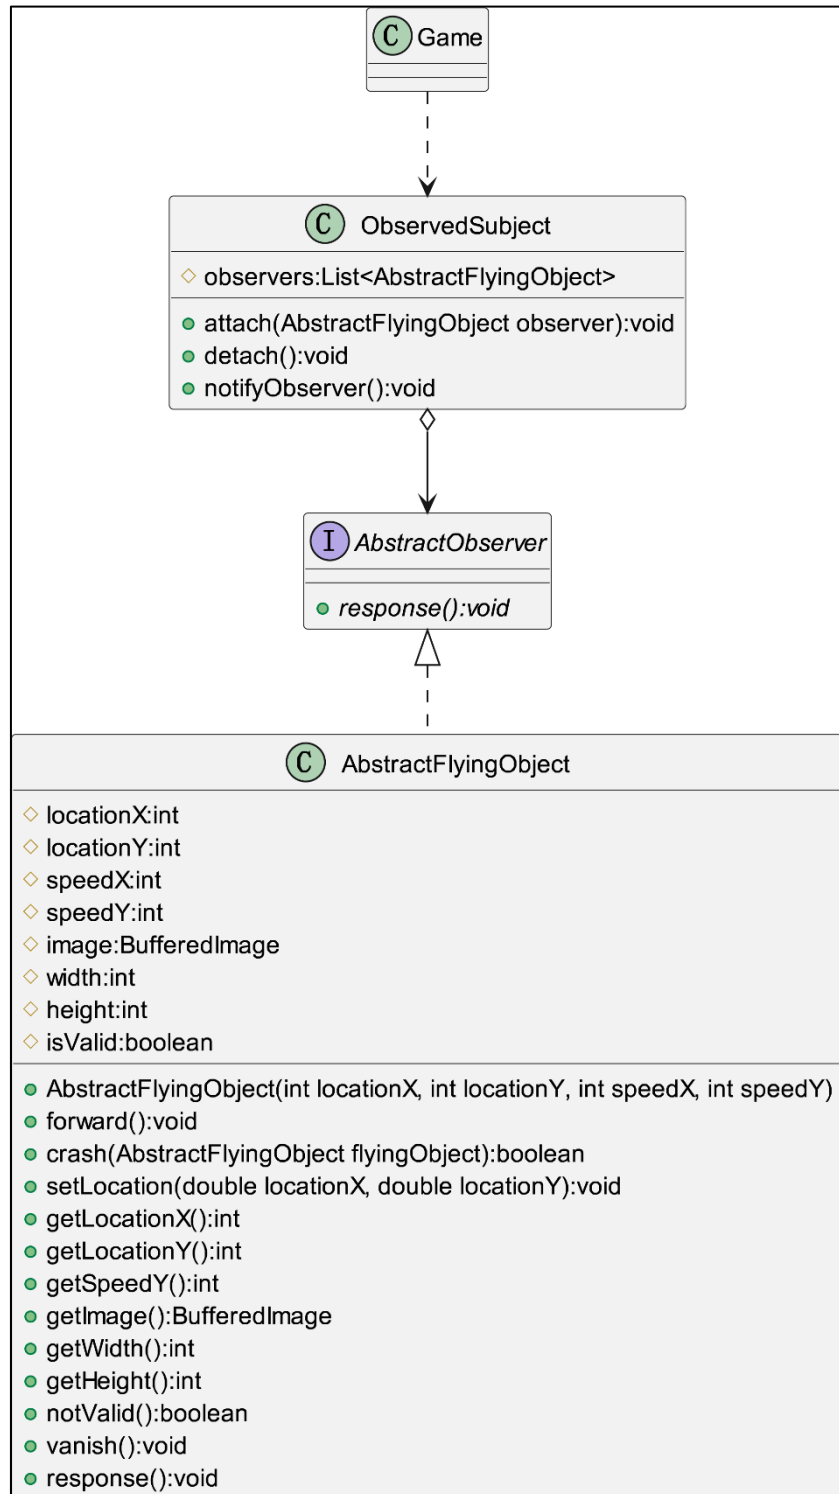 C Game
C ObservedSubject
observers:List<AbstractFlyingObject>
attach(AbstractFlyingObject observer):void
detach():void
notifyObserver():void
I AbstractObserver
response():void
C AbstractFlyingObject
locationX:int
locationY:int
speedX:int
speedY:int
image:BufferedImage
width:int
height:int
isValid:boolean
AbstractFlyingObject(int locationX, int locationY, int speedX, int speedY)
forward():void
crash(AbstractFlyingObject flyingObject):boolean
setLocation(double locationX, double locationY):void
getLocationX():int
getLocationY():int
getSpeedY():int
getImage():BufferedImage
getWidth():int
getHeight():int
notValid():boolean
vanish():void
response():void